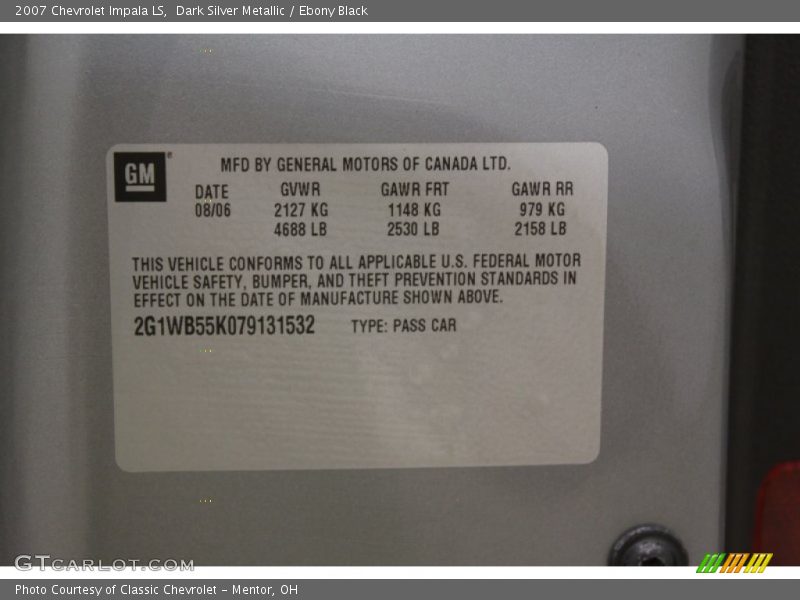 2007 Chevrolet Impala LS,  Dark Silver Metallic / Ebony Black
GM®
MFD BY GENERAL MOTORS OF CANADA LTD.
DATE GVWR GAWR FRT GAWR RR
08/06 2127 KG 1148 KG 979 KG
4688 LB 2530 LB 2158 LB
THIS VEHICLE CONFORMS TO ALL APPLICABLE U.S. FEDERAL MOTOR
VEHICLE SAFETY, BUMPER, AND THEFT PREVENTION STANDARDS IN
EFFECT ON THE DATE OF MANUFACTURE SHOWN ABOVE.
2G1WB55K079131532 TYPE: PASS CAR
GTCARLOT.COM
Photo Courtesy of Classic Chevrolet - Mentor, OH